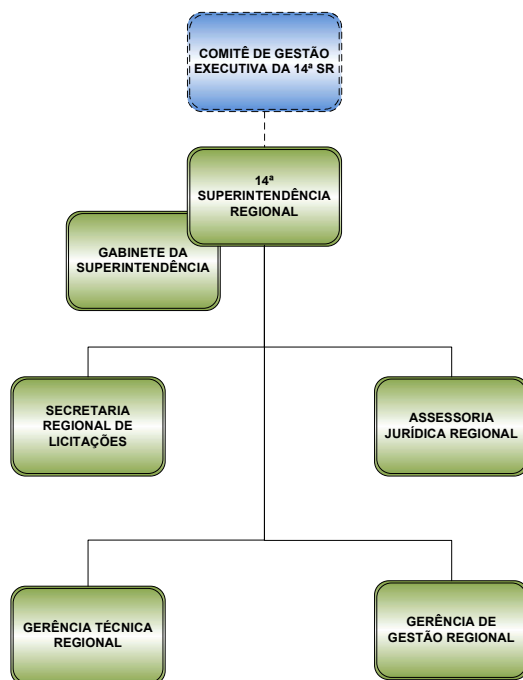 COMITÊ DE GESTÃO
EXECUTIVA DA 14ª SR
14ª
SUPERINTENDÊNCIA
REGIONAL
GABINETE DA
SUPERINTENDÊNCIA
SECRETARIA
REGIONAL DE
LICITAÇÕES
ASSESSORIA
JURÍDICA REGIONAL
GERÊNCIA TÉCNICA
REGIONAL
GERÊNCIA DE
GESTÃO REGIONAL